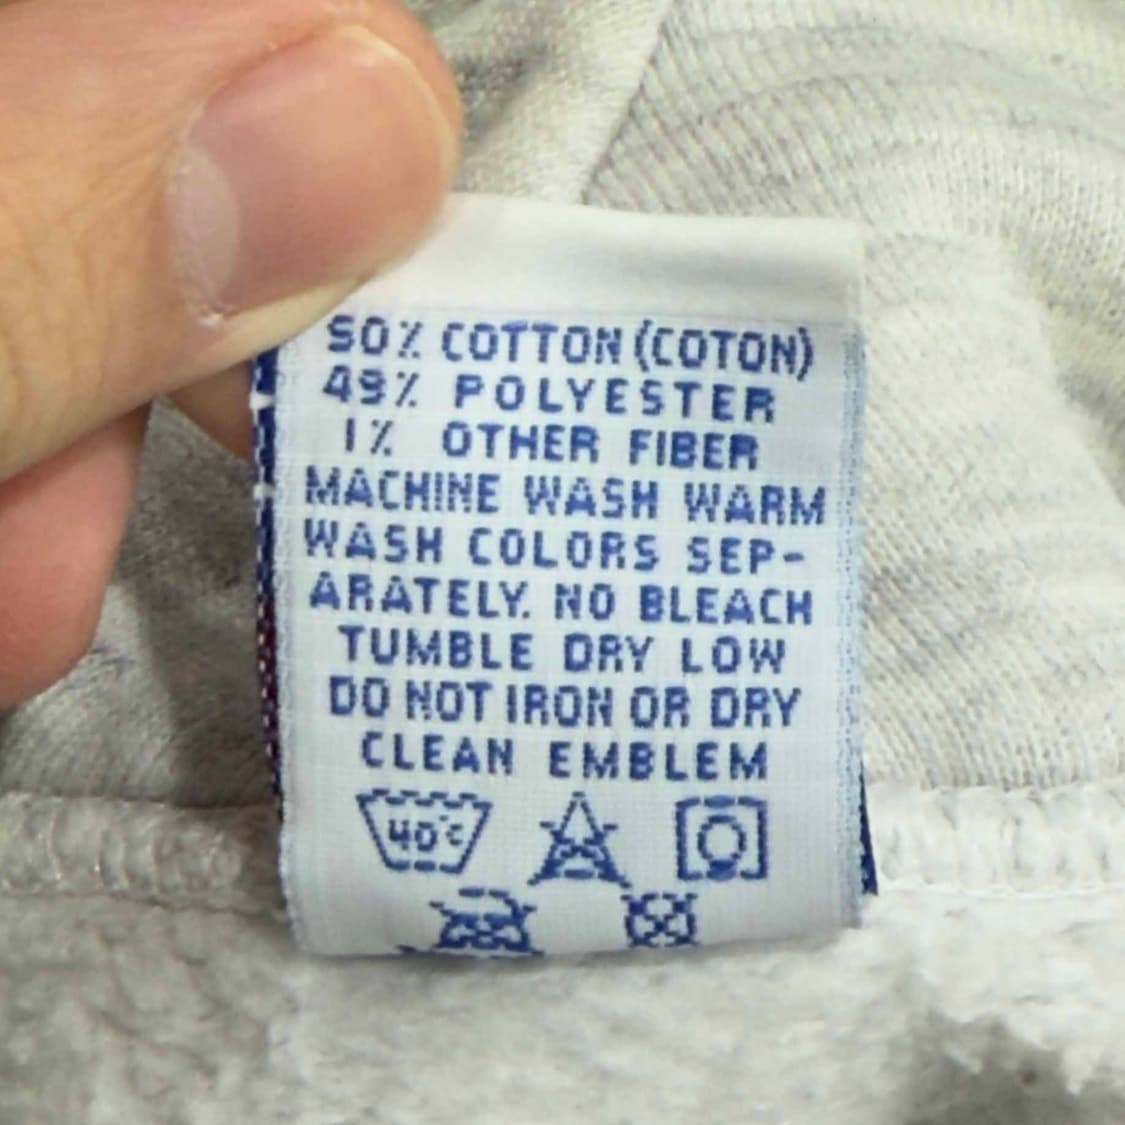 50% COTTON (COTON)
49% POLYESTER
1% OTHER FIBER
MACHINE WASH WARM
WASH COLORS SEP-
ARATELY. NO BLEACH
TUMBLE DRY LOW
DO NOT IRON OR DRY
CLEAN EMBLEM
40°C